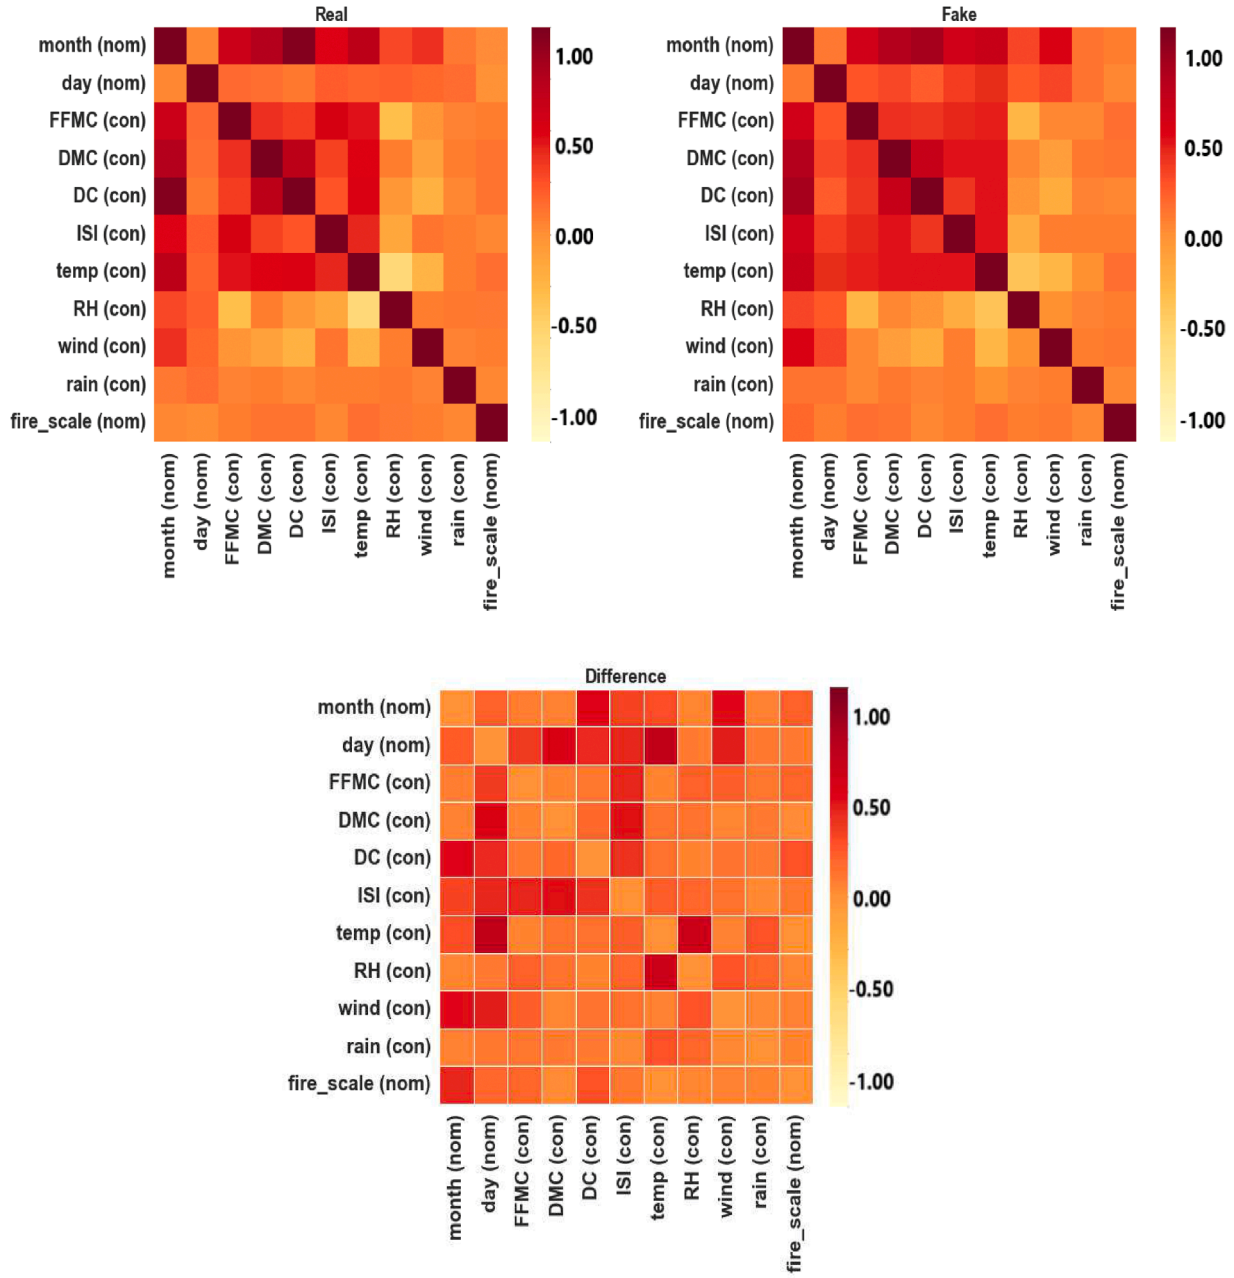 Real
month (nom)
day (nom)
FFMC (con)
DMC (con)
DC (con)
ISI (con)
temp (con)
RH (con)
wind (con)
rain (con)
fire_scale (nom)
1.00
0.50
0.00
-0.50
-1.00
month (nom)
day (nom)
FFMC (con)
DMC (con)
DC (con)
ISI (con)
temp (con)
RH (con)
wind (con)
rain (con)
fire_scale (nom)
Fake
month (nom)
day (nom)
FFMC (con)
DMC (con)
DC (con)
ISI (con)
temp (con)
RH (con)
wind (con)
rain (con)
fire_scale (nom)
1.00
0.50
0.00
-0.50
-1.00
month (nom)
day (nom)
FFMC (con)
DMC (con)
DC (con)
ISI (con)
temp (con)
RH (con)
wind (con)
rain (con)
fire_scale (nom)
Difference
month (nom)
day (nom)
FFMC (con)
DMC (con)
DC (con)
ISI (con)
temp (con)
RH (con)
wind (con)
rain (con)
fire_scale (nom)
1.00
0.50
0.00
-0.50
-1.00
month (nom)
day (nom)
FFMC (con)
DMC (con)
DC (con)
ISI (con)
temp (con)
RH (con)
wind (con)
rain (con)
fire_scale (nom)